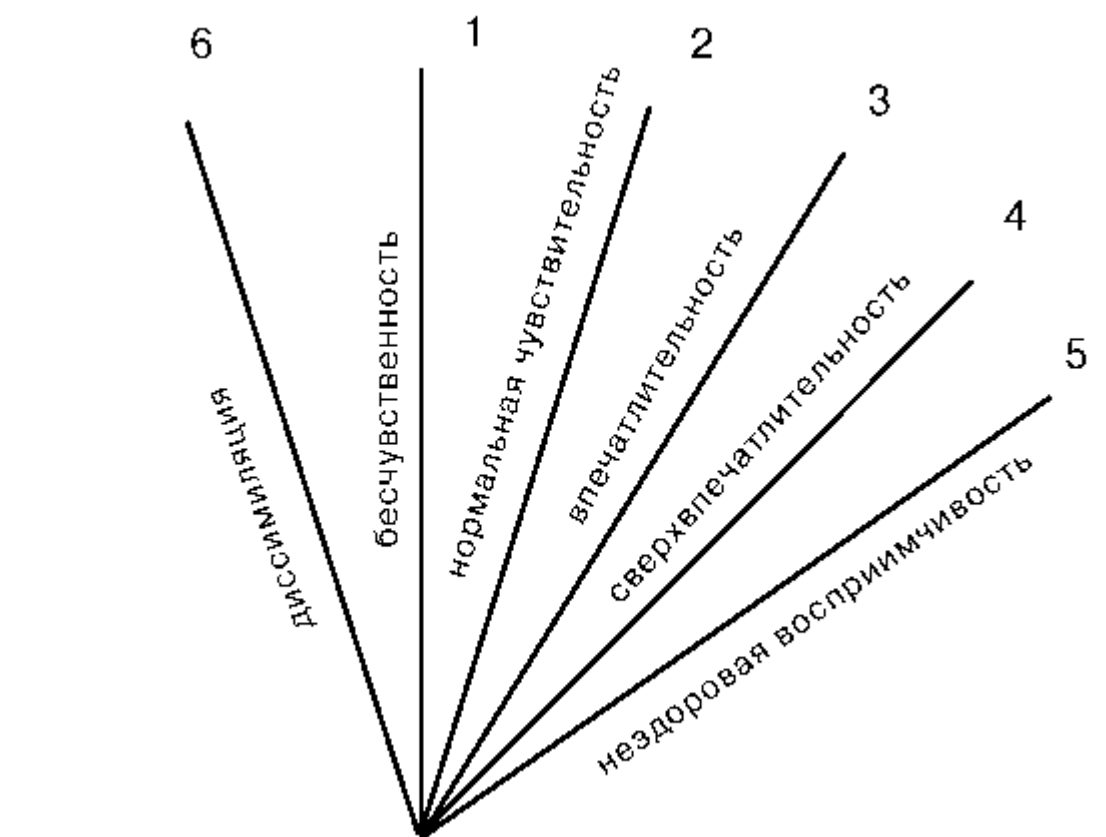 6
1
2
3
4
5
диссимиляция
бесчувственность
нормальная чувствительность
впечатлительность
сверхвпечатлительность
нездоровая восприимчивость